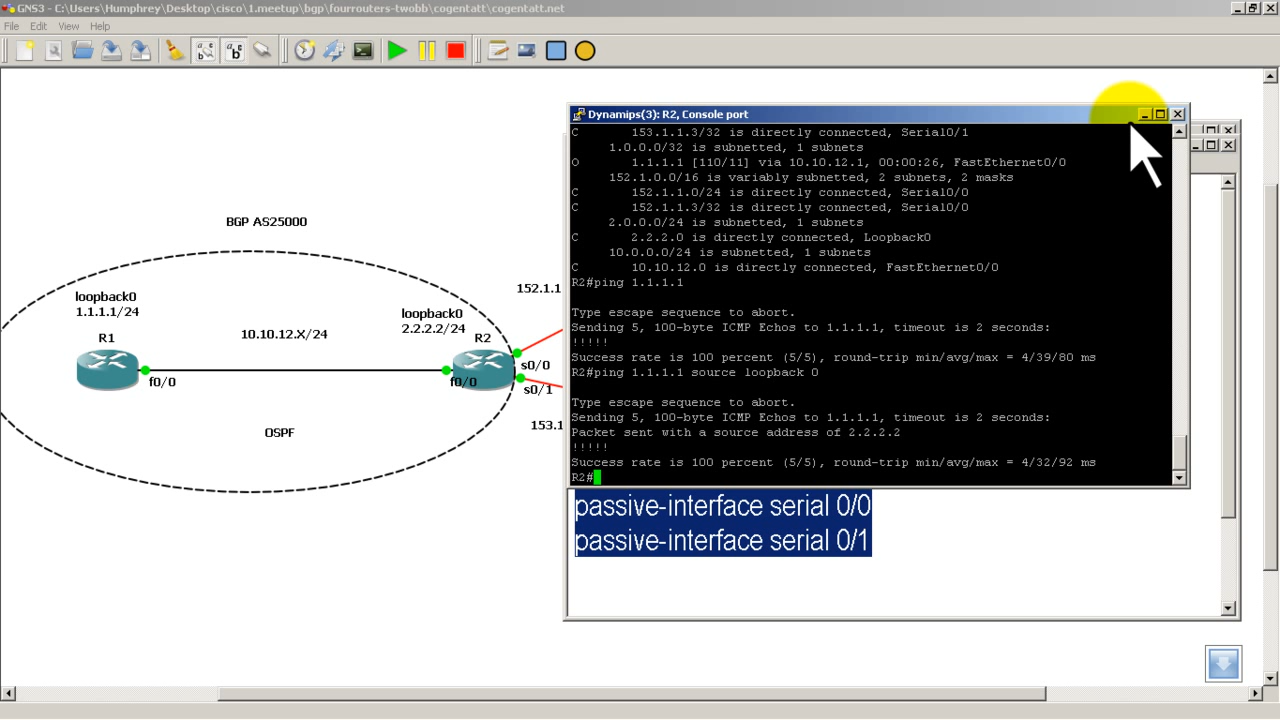 GNS3 - C:\Users\Humphrey\Desktop\cisco\1.meetup\bgp\fourrouters-twobb\cogentatt\cogentatt.net
File Edit View Help
BGP AS25000
loopback0
1.1.1.1/24
R1
f0/0
10.10.12.X/24
OSPF
loopback0
2.2.2.2/24
R2
f0/0
s0/0
s0/1
152.1.1
153.1
Dynamips(3): R2, Console port
C 153.1.1.3/32 is directly connected, Serial0/1
1.0.0.0/32 is subnetted, 1 subnets
O 1.1.1.1 [110/11] via 10.10.12.1, 00:00:26, FastEthernet0/0
152.1.0.0/16 is variably subnetted, 2 subnets, 2 masks
C 152.1.1.0/24 is directly connected, Serial0/0
C 152.1.1.3/32 is directly connected, Serial0/0
2.0.0.0/24 is subnetted, 1 subnets
C 2.2.2.0 is directly connected, Loopback0
10.0.0.0/24 is subnetted, 1 subnets
C 10.10.12.0 is directly connected, FastEthernet0/0
R2#ping 1.1.1.1
Type escape sequence to abort.
Sending 5, 100-byte ICMP Echos to 1.1.1.1, timeout is 2 seconds:
!!!!!
Success rate is 100 percent (5/5), round-trip min/avg/max = 4/39/80 ms
R2#ping 1.1.1.1 source loopback 0
Type escape sequence to abort.
Sending 5, 100-byte ICMP Echos to 1.1.1.1, timeout is 2 seconds:
Packet sent with a source address of 2.2.2.2
!!!!!
Success rate is 100 percent (5/5), round-trip min/avg/max = 4/32/92 ms
R2#
passive-interface serial 0/0
passive-interface serial 0/1